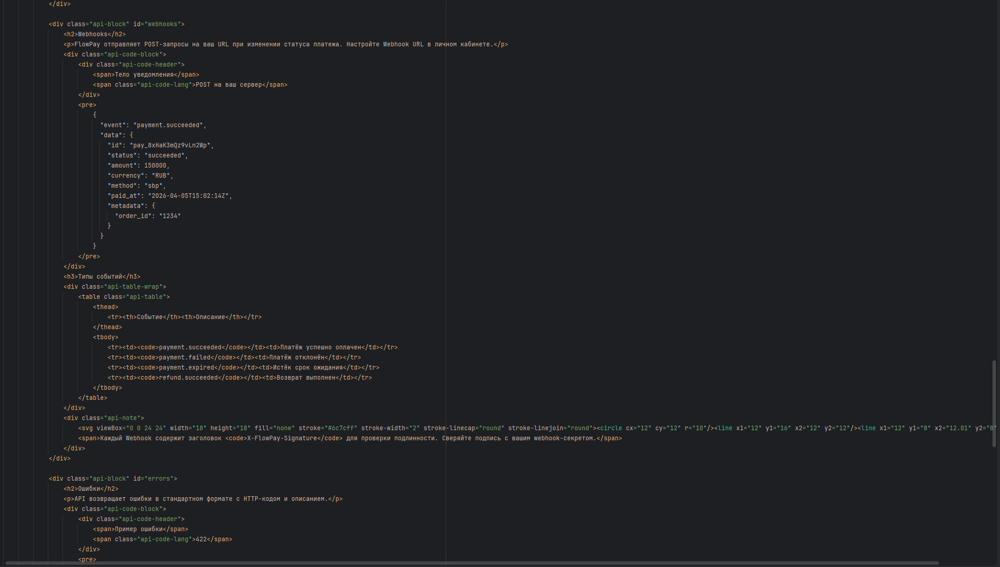 </div>
<div class="api-block" id="webhooks">
<h2>Webhooks</h2>
<p>FlowPay отправляет POST-запросы на ваш URL при изменении статуса платежа. Настройте Webhook URL в личном кабинете.</p>
<div class="api-code-block">
<div class="api-code-header">
<span>Тело уведомления</span>
<span class="api-code-lang">POST на ваш сервер</span>
</div>
<pre>
{
"event": "payment.succeeded",
"data": {
"id": "pay_8xHaK3mQz9vLn2Wp",
"status": "succeeded",
"amount": 150000,
"currency": "RUB",
"method": "sbp",
"paid_at": "2026-04-05T15:02:14Z",
"metadata": {
"order_id": "1234"
}
}
}
</pre>
</div>
<h3>Типы событий</h3>
<div class="api-table-wrap">
<table class="api-table">
<thead>
<tr><th>Событие</th><th>Описание</th></tr>
</thead>
<tbody>
<tr><td><code>payment.succeeded</code></td><td>Платёж успешно оплачен</td></tr>
<tr><td><code>payment.failed</code></td><td>Платёж отклонён</td></tr>
<tr><td><code>payment.expired</code></td><td>Истёк срок ожидания</td></tr>
<tr><td><code>refund.succeeded</code></td><td>Возврат выполнен</td></tr>
</tbody>
</table>
</div>
<div class="api-note">
<svg viewBox="0 0 24 24" width="18" height="18" fill="none" stroke="#6c7cff" stroke-width="2" stroke-linecap="round" stroke-linejoin="round"><circle cx="12" cy="12" r="10"/><line x1="12" y1="16" x2="12" y2="12"/><line x1="12" y1="8" x2="12.01" y2="8"
<span>Каждый Webhook содержит заголовок <code>X-FlowPay-Signature</code> для проверки подлинности. Сверяйте подпись с вашим webhook-секретом.</span>
</div>
</div>
<div class="api-block" id="errors">
<h2>Ошибки</h2>
<p>API возвращает ошибки в стандартном формате с HTTP-кодом и описанием.</p>
<div class="api-code-block">
<div class="api-code-header">
<span>Пример ошибки</span>
<span class="api-code-lang">422</span>
</div>
<pre>